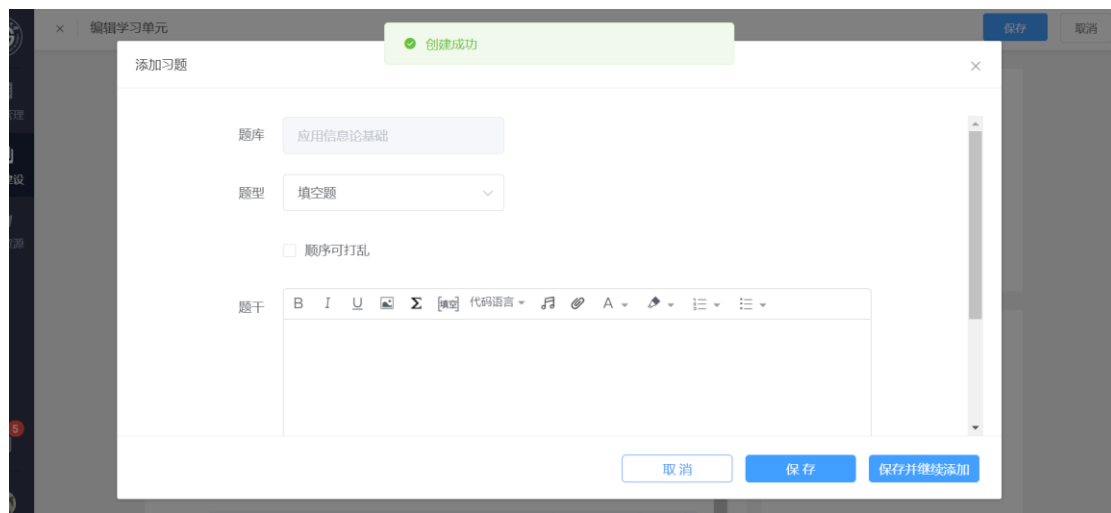 × 编辑学习单元
保存 取消
创建成功
添加习题
题库 应用信息论基础
题型 填空题
顺序可打乱
题干 B I U Σ [填空] 代码语言 A
取消 保存 保存并继续添加
理
建设
源
5